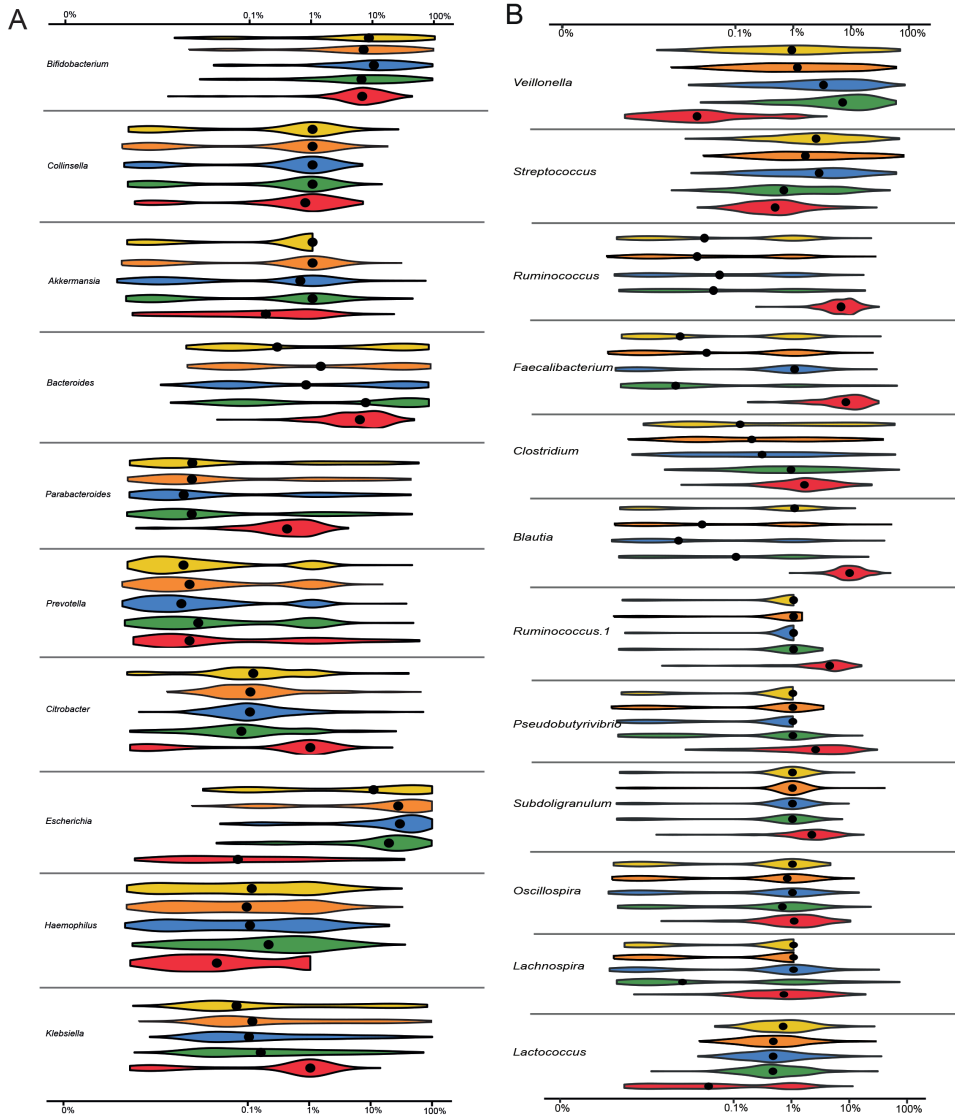 A
0% 0.1% 1% 10% 100%
Bifidobacterium
Collinsella
Akkermansia
Bacteroides
Parabacteroides
Prevotella
Citrobacter
Escherichia
Haemophilus
Klebsiella
0% 0.1% 1% 10% 100%
B
0% 0.1% 1% 10% 100%
Veillonella
Streptococcus
Ruminococcus
Faecalibacterium
Clostridium
Blautia
Ruminococcus.1
Pseudobutyrivibrio
Subdoligranulum
Oscillospira
Lachnospira
Lactococcus
0% 0.1% 1% 10% 100%